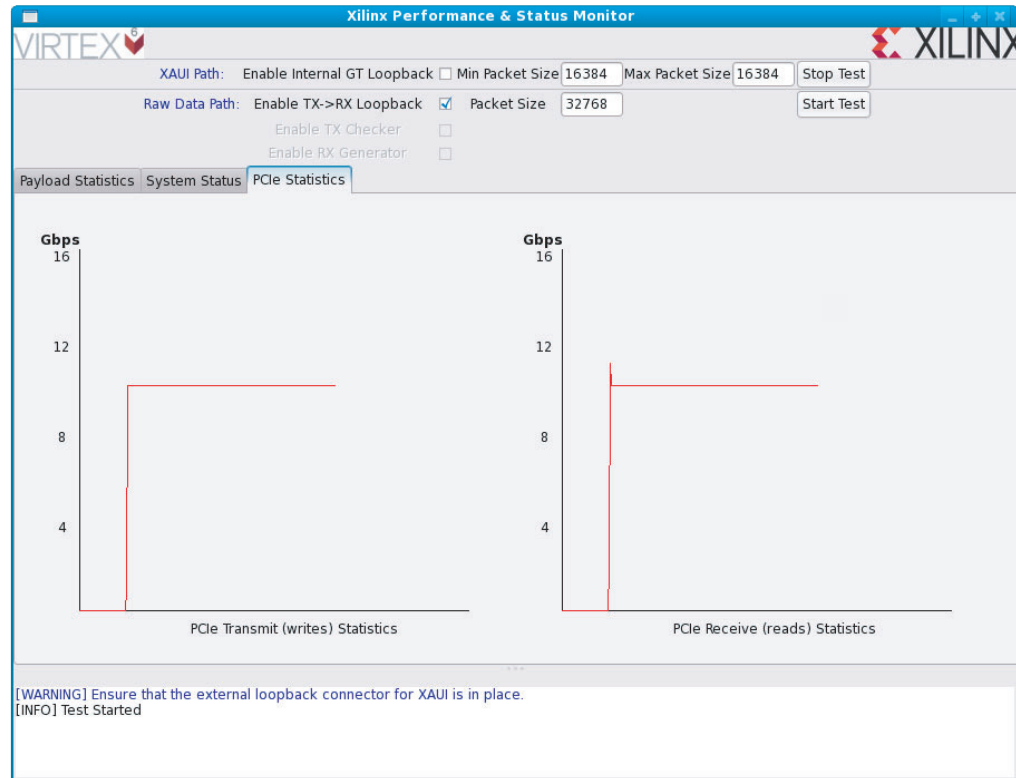 Xilinx Performance & Status Monitor
VIRTEX6 XILINX
XAUI Path: Enable Internal GT Loopback Min Packet Size 16384 Max Packet Size 16384 Stop Test
Raw Data Path: Enable TX->RX Loopback Packet Size 32768 Start Test
Enable TX Checker
Enable RX Generator
Payload Statistics System Status PCIe Statistics
Gbps Gbps
16 16
12 12
8 8
4 4
PCIe Transmit (writes) Statistics PCIe Receive (reads) Statistics
[WARNING] Ensure that the external loopback connector for XAUI is in place.
[INFO] Test Started